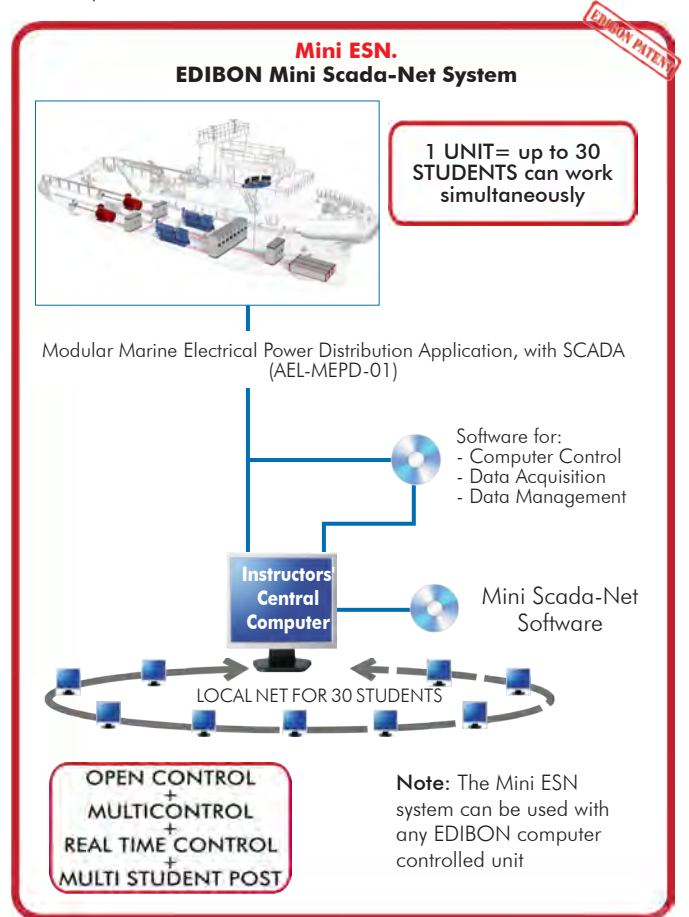 EDIBON PATENT
Mini ESN.
EDIBON Mini Scada-Net System
1 UNIT= up to 30
STUDENTS can work
simultaneously
Modular Marine Electrical Power Distribution Application, with SCADA
(AEL-MEPD-01)
Software for:
- Computer Control
- Data Acquisition
- Data Management
Instructors'
Central
Computer
Mini Scada-Net
Software
LOCAL NET FOR 30 STUDENTS
OPEN CONTROL
+
MULTICONTROL
+
REAL TIME CONTROL
+
MULTI STUDENT POST
Note: The Mini ESN
system can be used with
any EDIBON computer
controlled unit